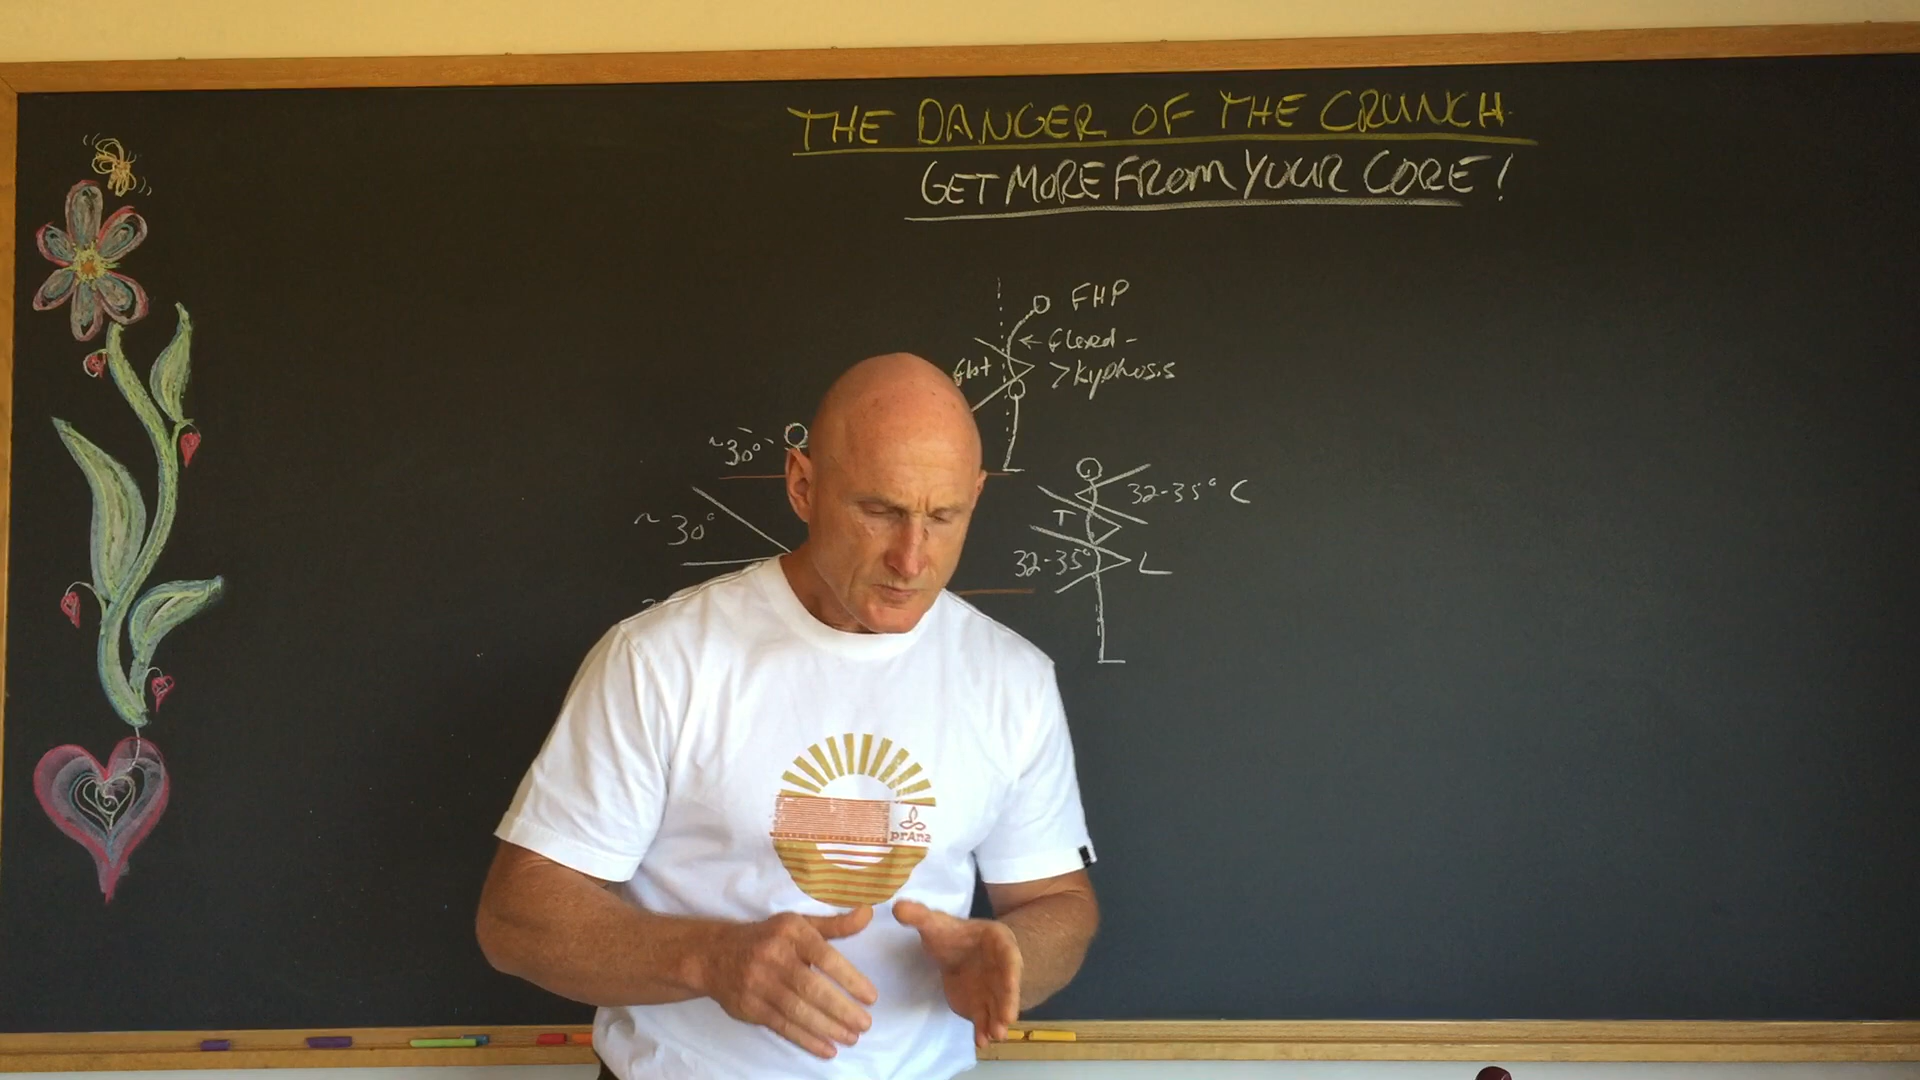 THE DANGER OF THE CRUNCH
GET MORE FROM YOUR CORE!
FHP
← flexed -
flat
>Kyphosis
~30°
32-35° C
~30°
T
32-35° L
prAna